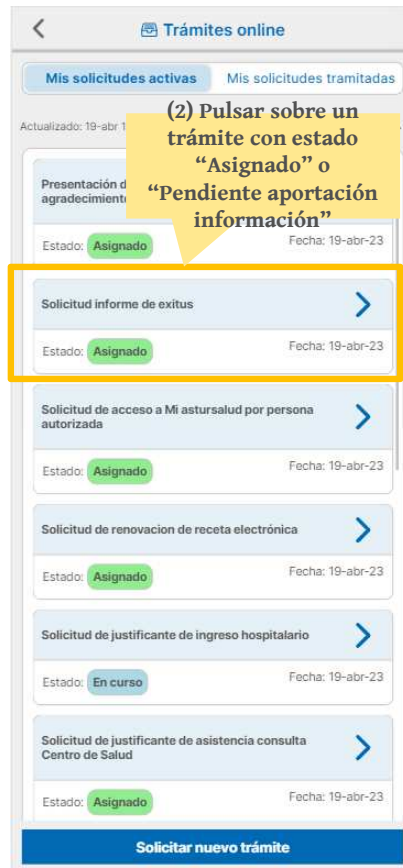 Trámites online
Mis solicitudes activas Mis solicitudes tramitadas
Actualizado: 19-abr
(2) Pulsar sobre un
trámite con estado
“Asignado” o
“Pendiente aportación
información”
Presentación
agradecimiento
Estado: Asignado Fecha: 19-abr-23
Solicitud informe de exitus
Estado: Asignado Fecha: 19-abr-23
Solicitud de acceso a Mi astursalud por persona
autorizada
Estado: Asignado Fecha: 19-abr-23
Solicitud de renovacion de receta electrónica
Estado: Asignado Fecha: 19-abr-23
Solicitud de justificante de ingreso hospitalario
Estado: En curso Fecha: 19-abr-23
Solicitud de justificante de asistencia consulta
Centro de Salud
Estado: Asignado Fecha: 19-abr-23
Solicitar nuevo trámite